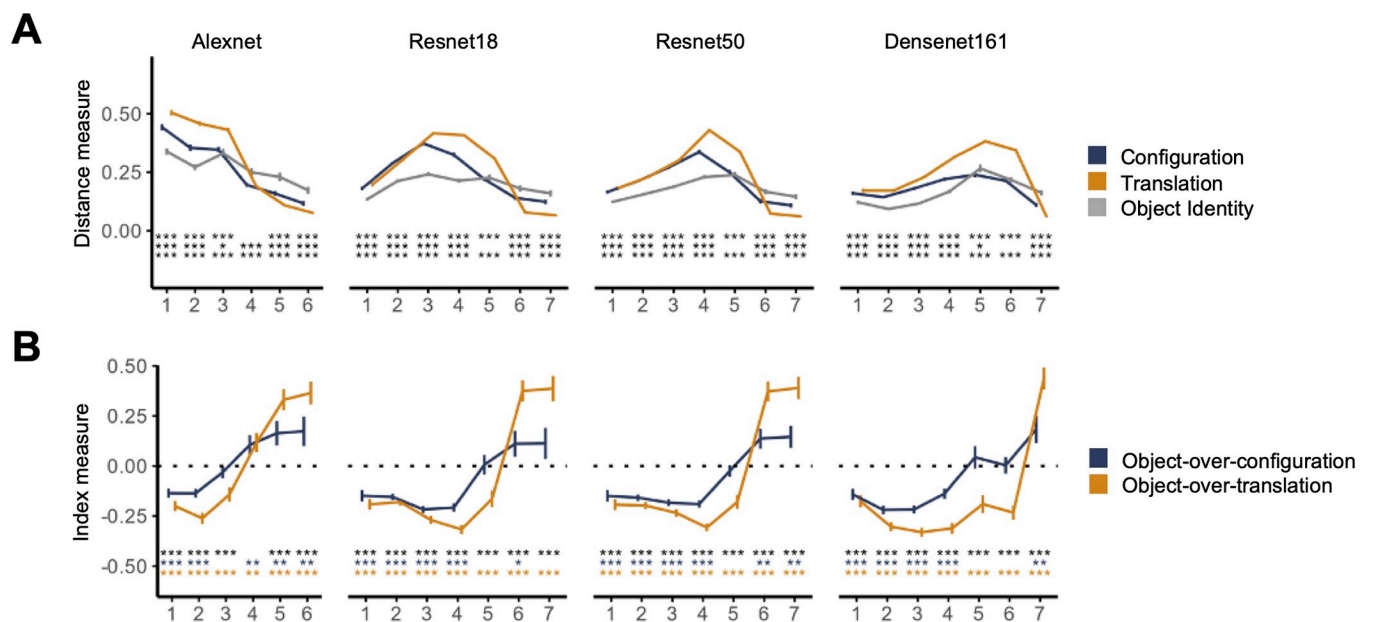 A
Alexnet Resnet18 Resnet50 Densenet161
Distance measure
0.50
0.25
0.00
Configuration
Translation
Object Identity
*** *** *** *** *** *** *** *** *** *** *** *** *** *** *** *** *** *** *** *** *** *** *** *** *** ***
*** *** * *** *** *** *** *** *** *** *** *** *** *** *** *** *** *** *** *** *** *** * ***
*** *** *** *** *** *** *** *** *** *** *** *** *** *** *** *** *** *** *** *** *** *** *** *** *** *** ***
1 2 3 4 5 6 1 2 3 4 5 6 7 1 2 3 4 5 6 7 1 2 3 4 5 6 7
B
Index measure
0.50
0.25
0.00
-0.25
-0.50
Object-over-configuration
Object-over-translation
*** *** *** *** *** *** *** *** *** *** *** *** *** *** *** *** *** *** *** *** *** *** *** *** *** ***
*** *** ** ** ** *** *** *** *** * *** *** *** *** ** ** *** *** *** *** **
*** *** *** ** *** *** *** *** *** *** *** *** *** *** *** *** *** *** *** *** *** *** *** *** *** *** ***
1 2 3 4 5 6 1 2 3 4 5 6 7 1 2 3 4 5 6 7 1 2 3 4 5 6 7